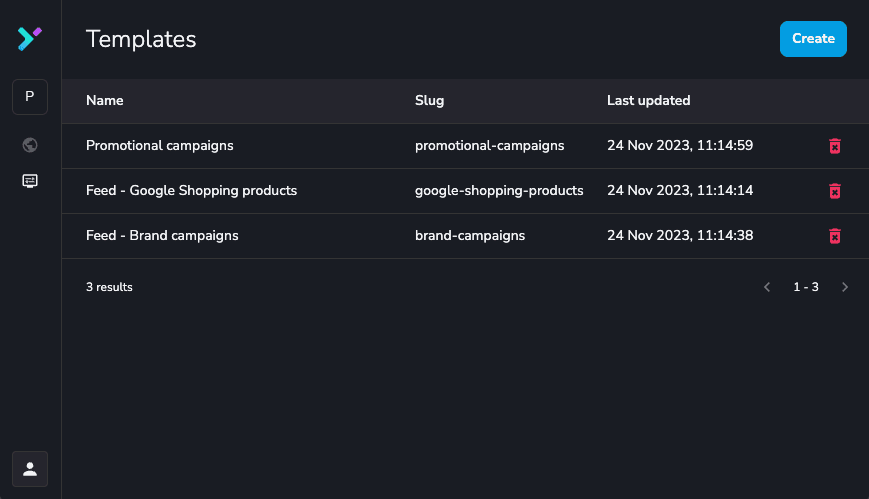 Templates
Create
P
Name Slug Last updated
Promotional campaigns promotional-campaigns 24 Nov 2023, 11:14:59
Feed - Google Shopping products google-shopping-products 24 Nov 2023, 11:14:14
Feed - Brand campaigns brand-campaigns 24 Nov 2023, 11:14:38
3 results 1 - 3